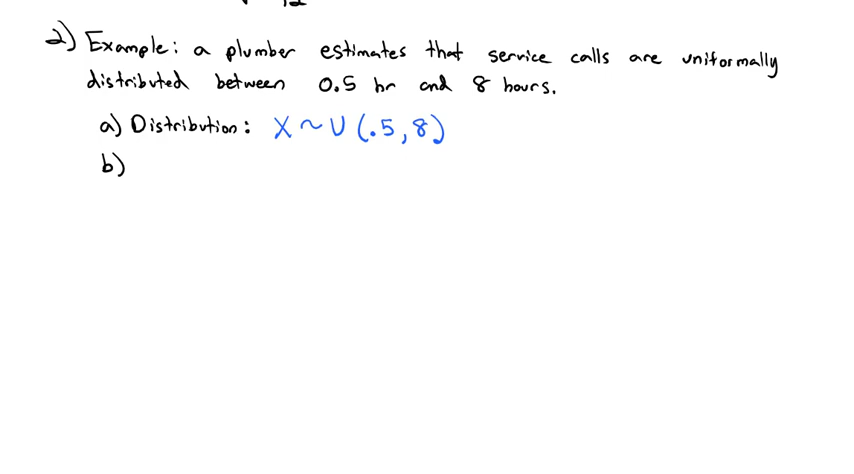 12
2) Example: a plumber estimates that service calls are uniformally
distributed between 0.5 hr and 8 hours.
a) Distribution: X ~ U (.5, 8)
b)